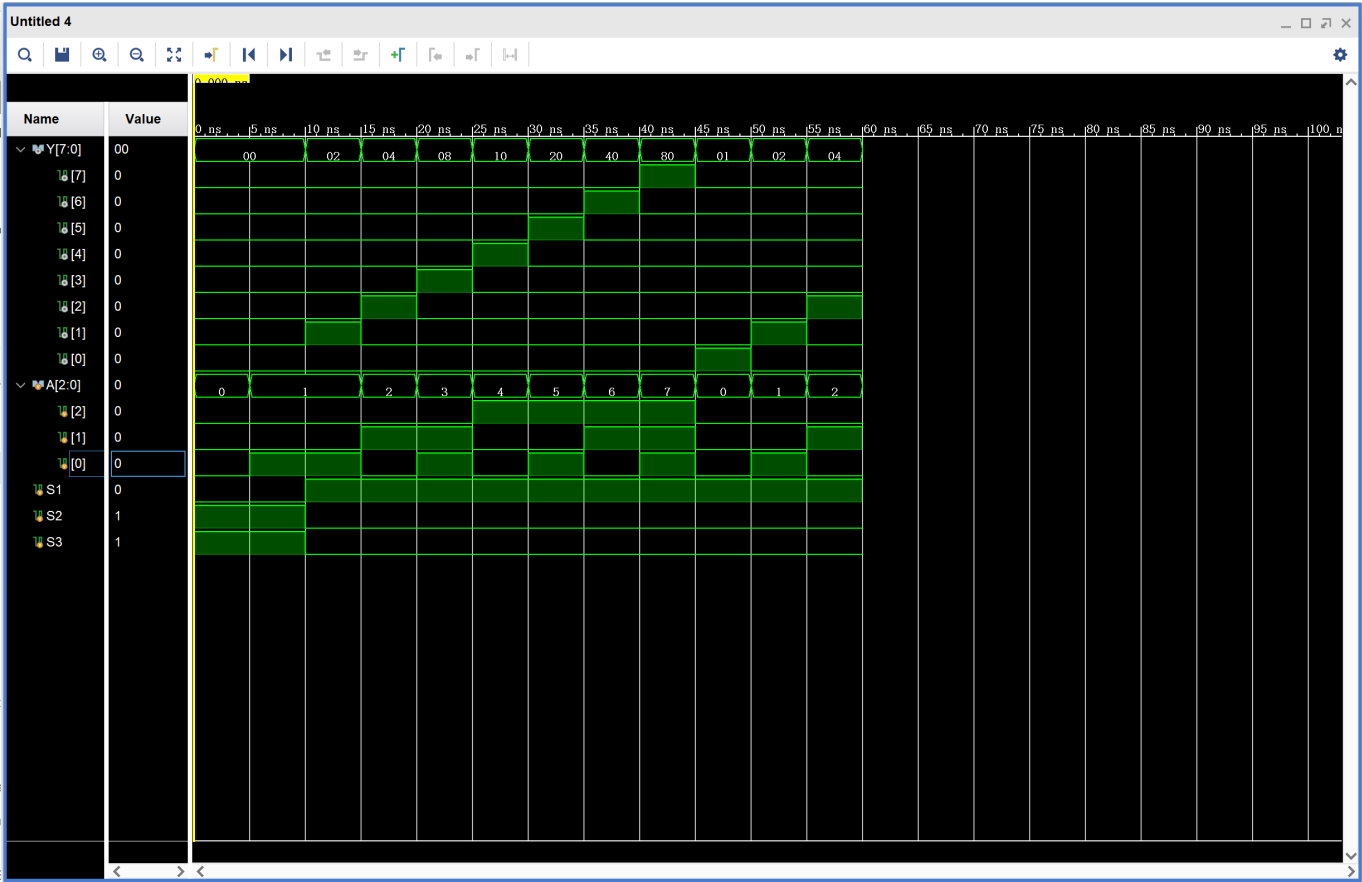 Untitled 4
0.000 ns
Name Value
0 ns 5 ns 10 ns 15 ns 20 ns 25 ns 30 ns 35 ns 40 ns 45 ns 50 ns 55 ns 60 ns 65 ns 70 ns 75 ns 80 ns 85 ns 90 ns 95 ns 100 n
Y[7:0] 00 00 02 04 08 10 20 40 80 01 02 04
[7] 0
[6] 0
[5] 0
[4] 0
[3] 0
[2] 0
[1] 0
[0] 0
A[2:0] 0 0 1 2 3 4 5 6 7 0 1 2
[2] 0
[1] 0
[0] 0
S1 0
S2 1
S3 1